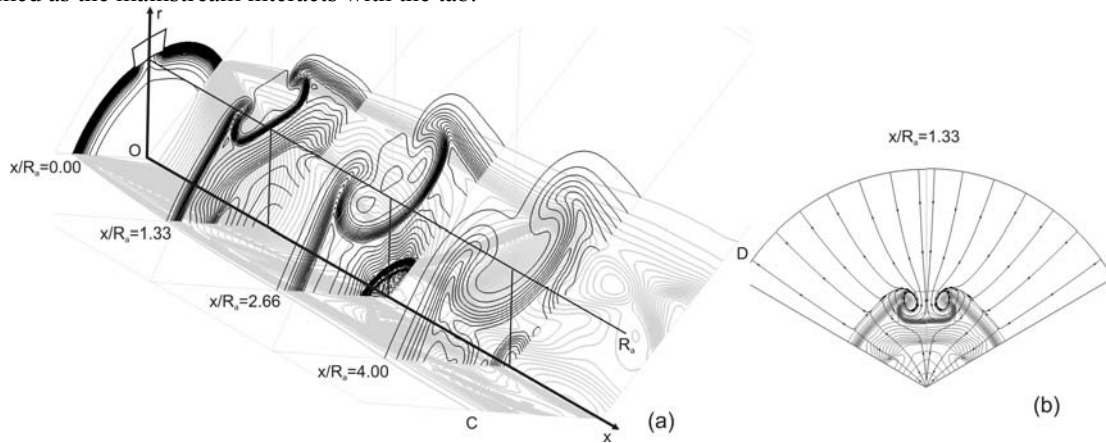 as the mainstream interacts with the tab.
r
O
x/Rₐ=0.00
x/Rₐ=1.33
x/Rₐ=2.66
x/Rₐ=4.00
C
x
Rₐ
(a)
x/Rₐ=1.33
D
(b)